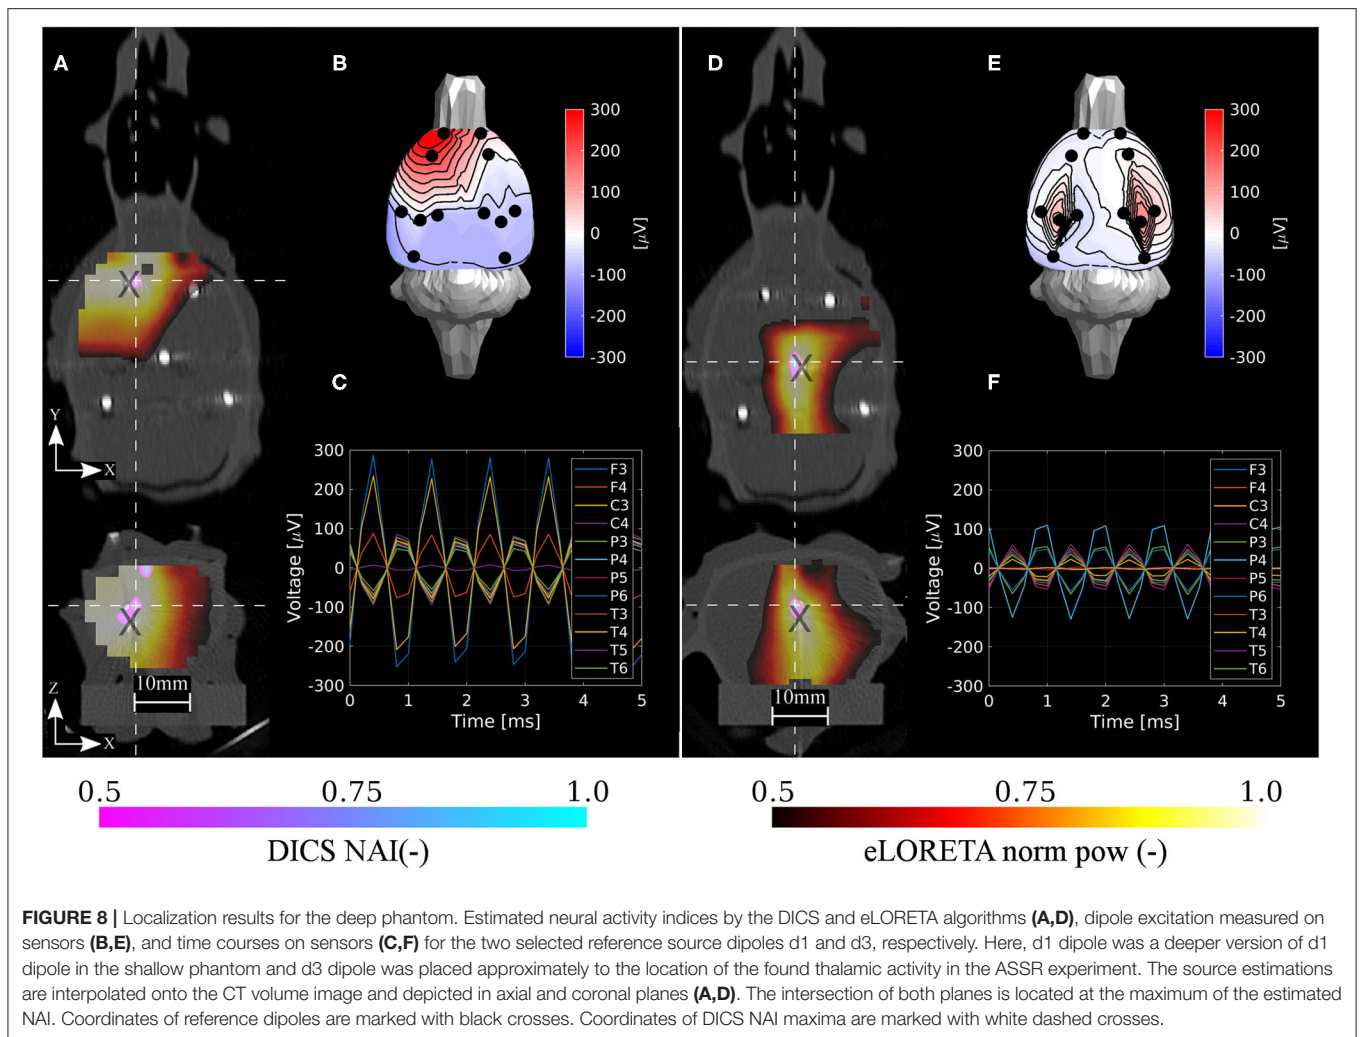 A
B
300
200
100
0
-100
-200
-300
[μV]
X
Y
X
C
300
200
100
0
-100
-200
-300
Voltage [μV]
0 1 2 3 4 5
Time [ms]
F3
F4
C3
C4
P3
P4
P5
P6
T3
T4
T5
T6
X
10mm
Z
X
D
E
300
200
100
0
-100
-200
-300
[μV]
X
F
300
200
100
0
-100
-200
-300
Voltage [μV]
0 1 2 3 4 5
Time [ms]
F3
F4
C3
C4
P3
P4
P5
P6
T3
T4
T5
T6
X
10mm
0.5 0.75 1.0
DICS NAI(-)
0.5 0.75 1.0
eLORETA norm pow (-)
FIGURE 8 | Localization results for the deep phantom. Estimated neural activity indices by the DICS and eLORETA algorithms (A,D), dipole excitation measured on
sensors (B,E), and time courses on sensors (C,F) for the two selected reference source dipoles d1 and d3, respectively. Here, d1 dipole was a deeper version of d1
dipole in the shallow phantom and d3 dipole was placed approximately to the location of the found thalamic activity in the ASSR experiment. The source estimations
are interpolated onto the CT volume image and depicted in axial and coronal planes (A,D). The intersection of both planes is located at the maximum of the estimated
NAI. Coordinates of reference dipoles are marked with black crosses. Coordinates of DICS NAI maxima are marked with white dashed crosses.